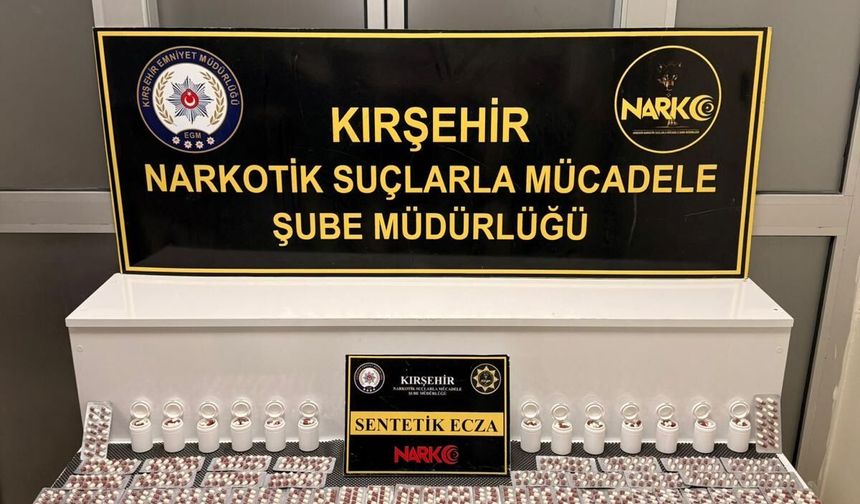 KIRŞEHİR EMNİYET MÜDÜRLÜĞÜ
EGM
NARKO
KIRŞEHİR
NARKOTİK SUÇLARLA MÜCADELE
ŞUBE MÜDÜRLÜĞÜ
KIRŞEHİR
NARKOTİK SUÇLARLA MÜCADELE
ŞUBE MÜDÜRLÜĞÜ
SENTETİK ECZA
NARKO